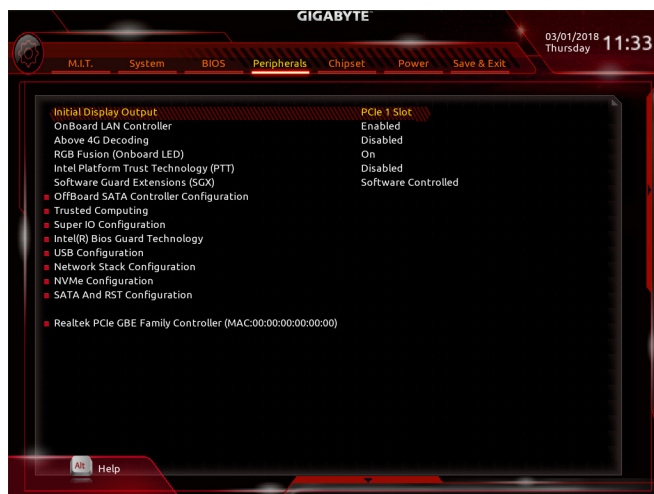 GIGABYTE™
03/01/2018
Thursday
11:33
M.I.T. System BIOS Peripherals Chipset Power Save & Exit
Initial Display Output PCIe 1 Slot
OnBoard LAN Controller Enabled
Above 4G Decoding Disabled
RGB Fusion (Onboard LED) On
Intel Platform Trust Technology (PTT) Disabled
Software Guard Extensions (SGX) Software Controlled
OffBoard SATA Controller Configuration
Trusted Computing
Super IO Configuration
Intel(R) Bios Guard Technology
USB Configuration
Network Stack Configuration
NVMe Configuration
SATA And RST Configuration
Realtek PCIe GBE Family Controller (MAC:00:00:00:00:00:00)
Alt Help